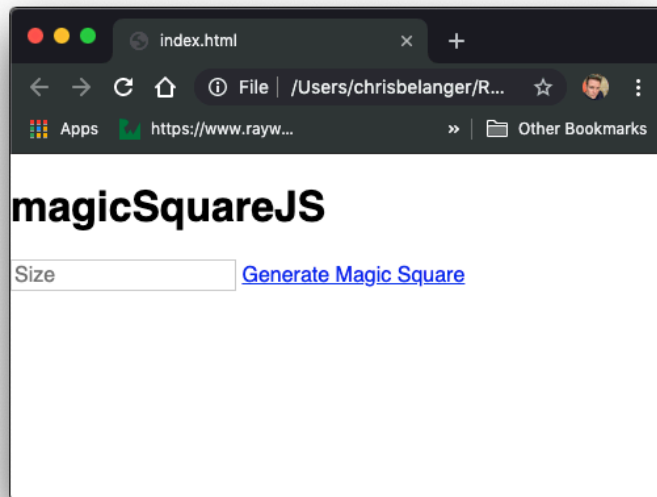 index.html
File /Users/chrisbelanger/R...
Apps https://www.rayw... » Other Bookmarks
magicSquareJS
Size Generate Magic Square